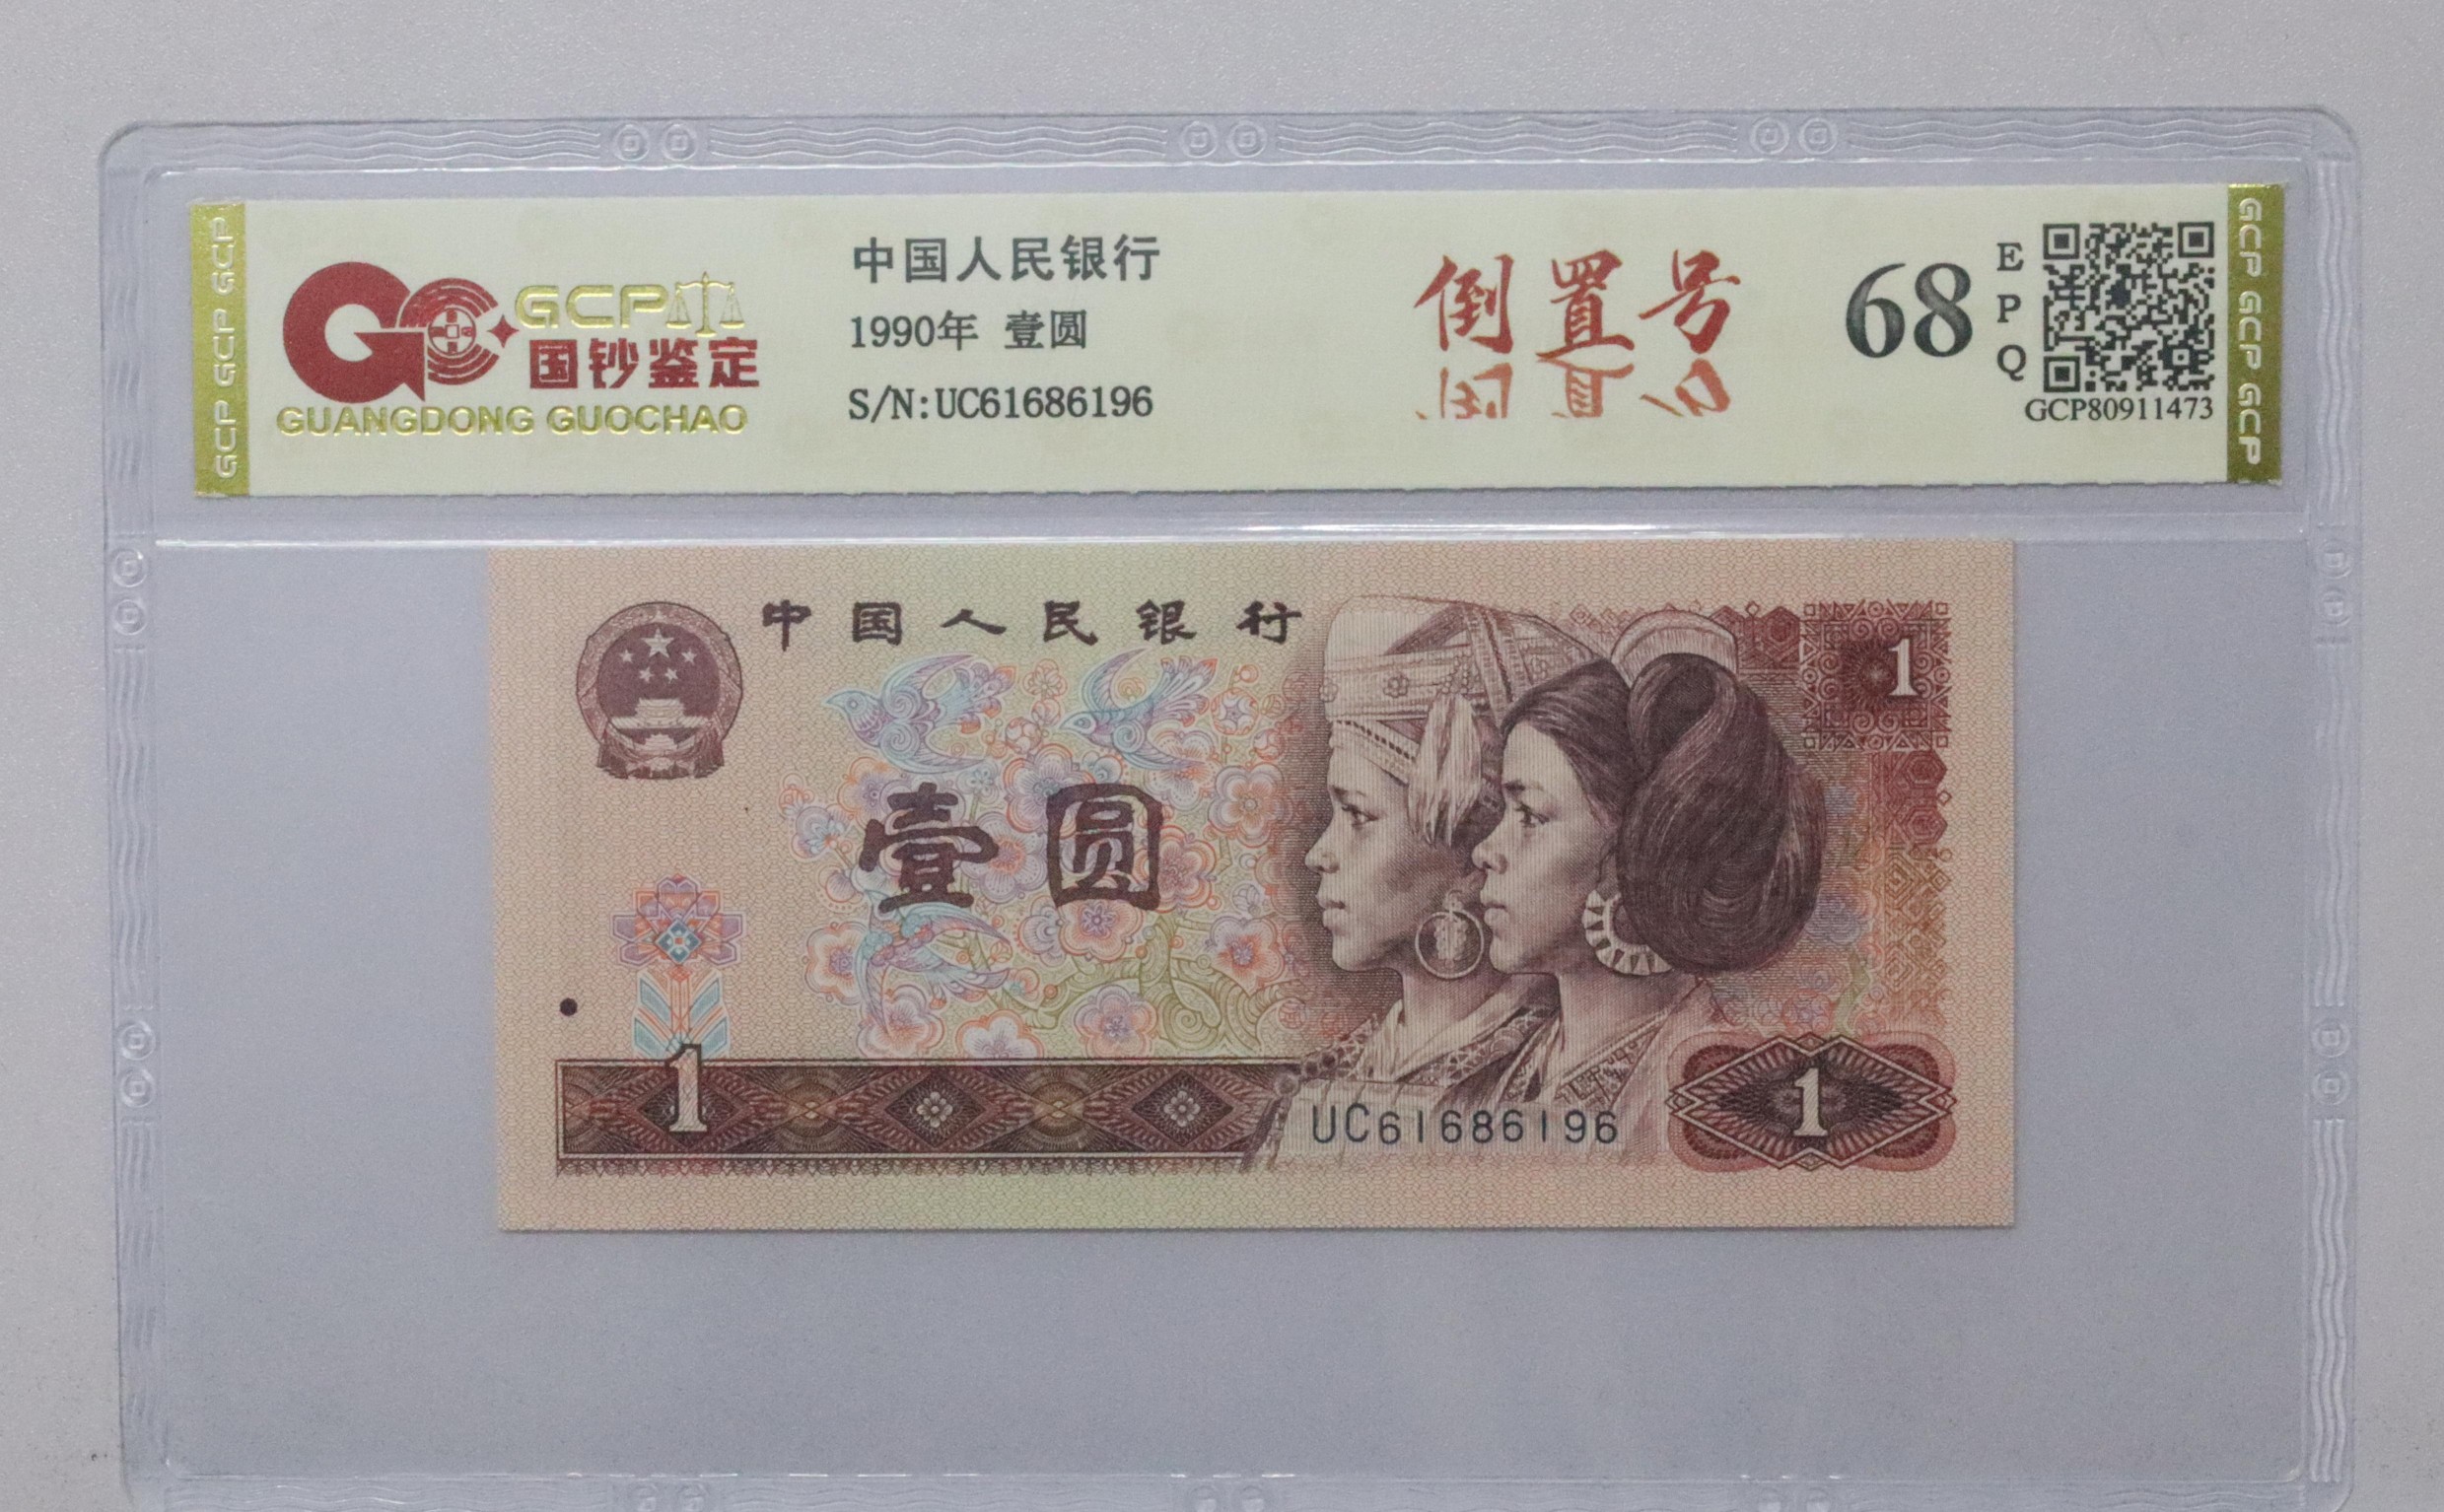 GCP GCP GCP
GCP
国钞鉴定
GUANGDONG GUOCHAO
中国人民银行
1990年 壹圆
S/N:UC61686196
倒置号
68
E
P
Q
GCP80911473
GCP GCP GCP
中国人民银行
1
壹圆
1
UC61686196
1